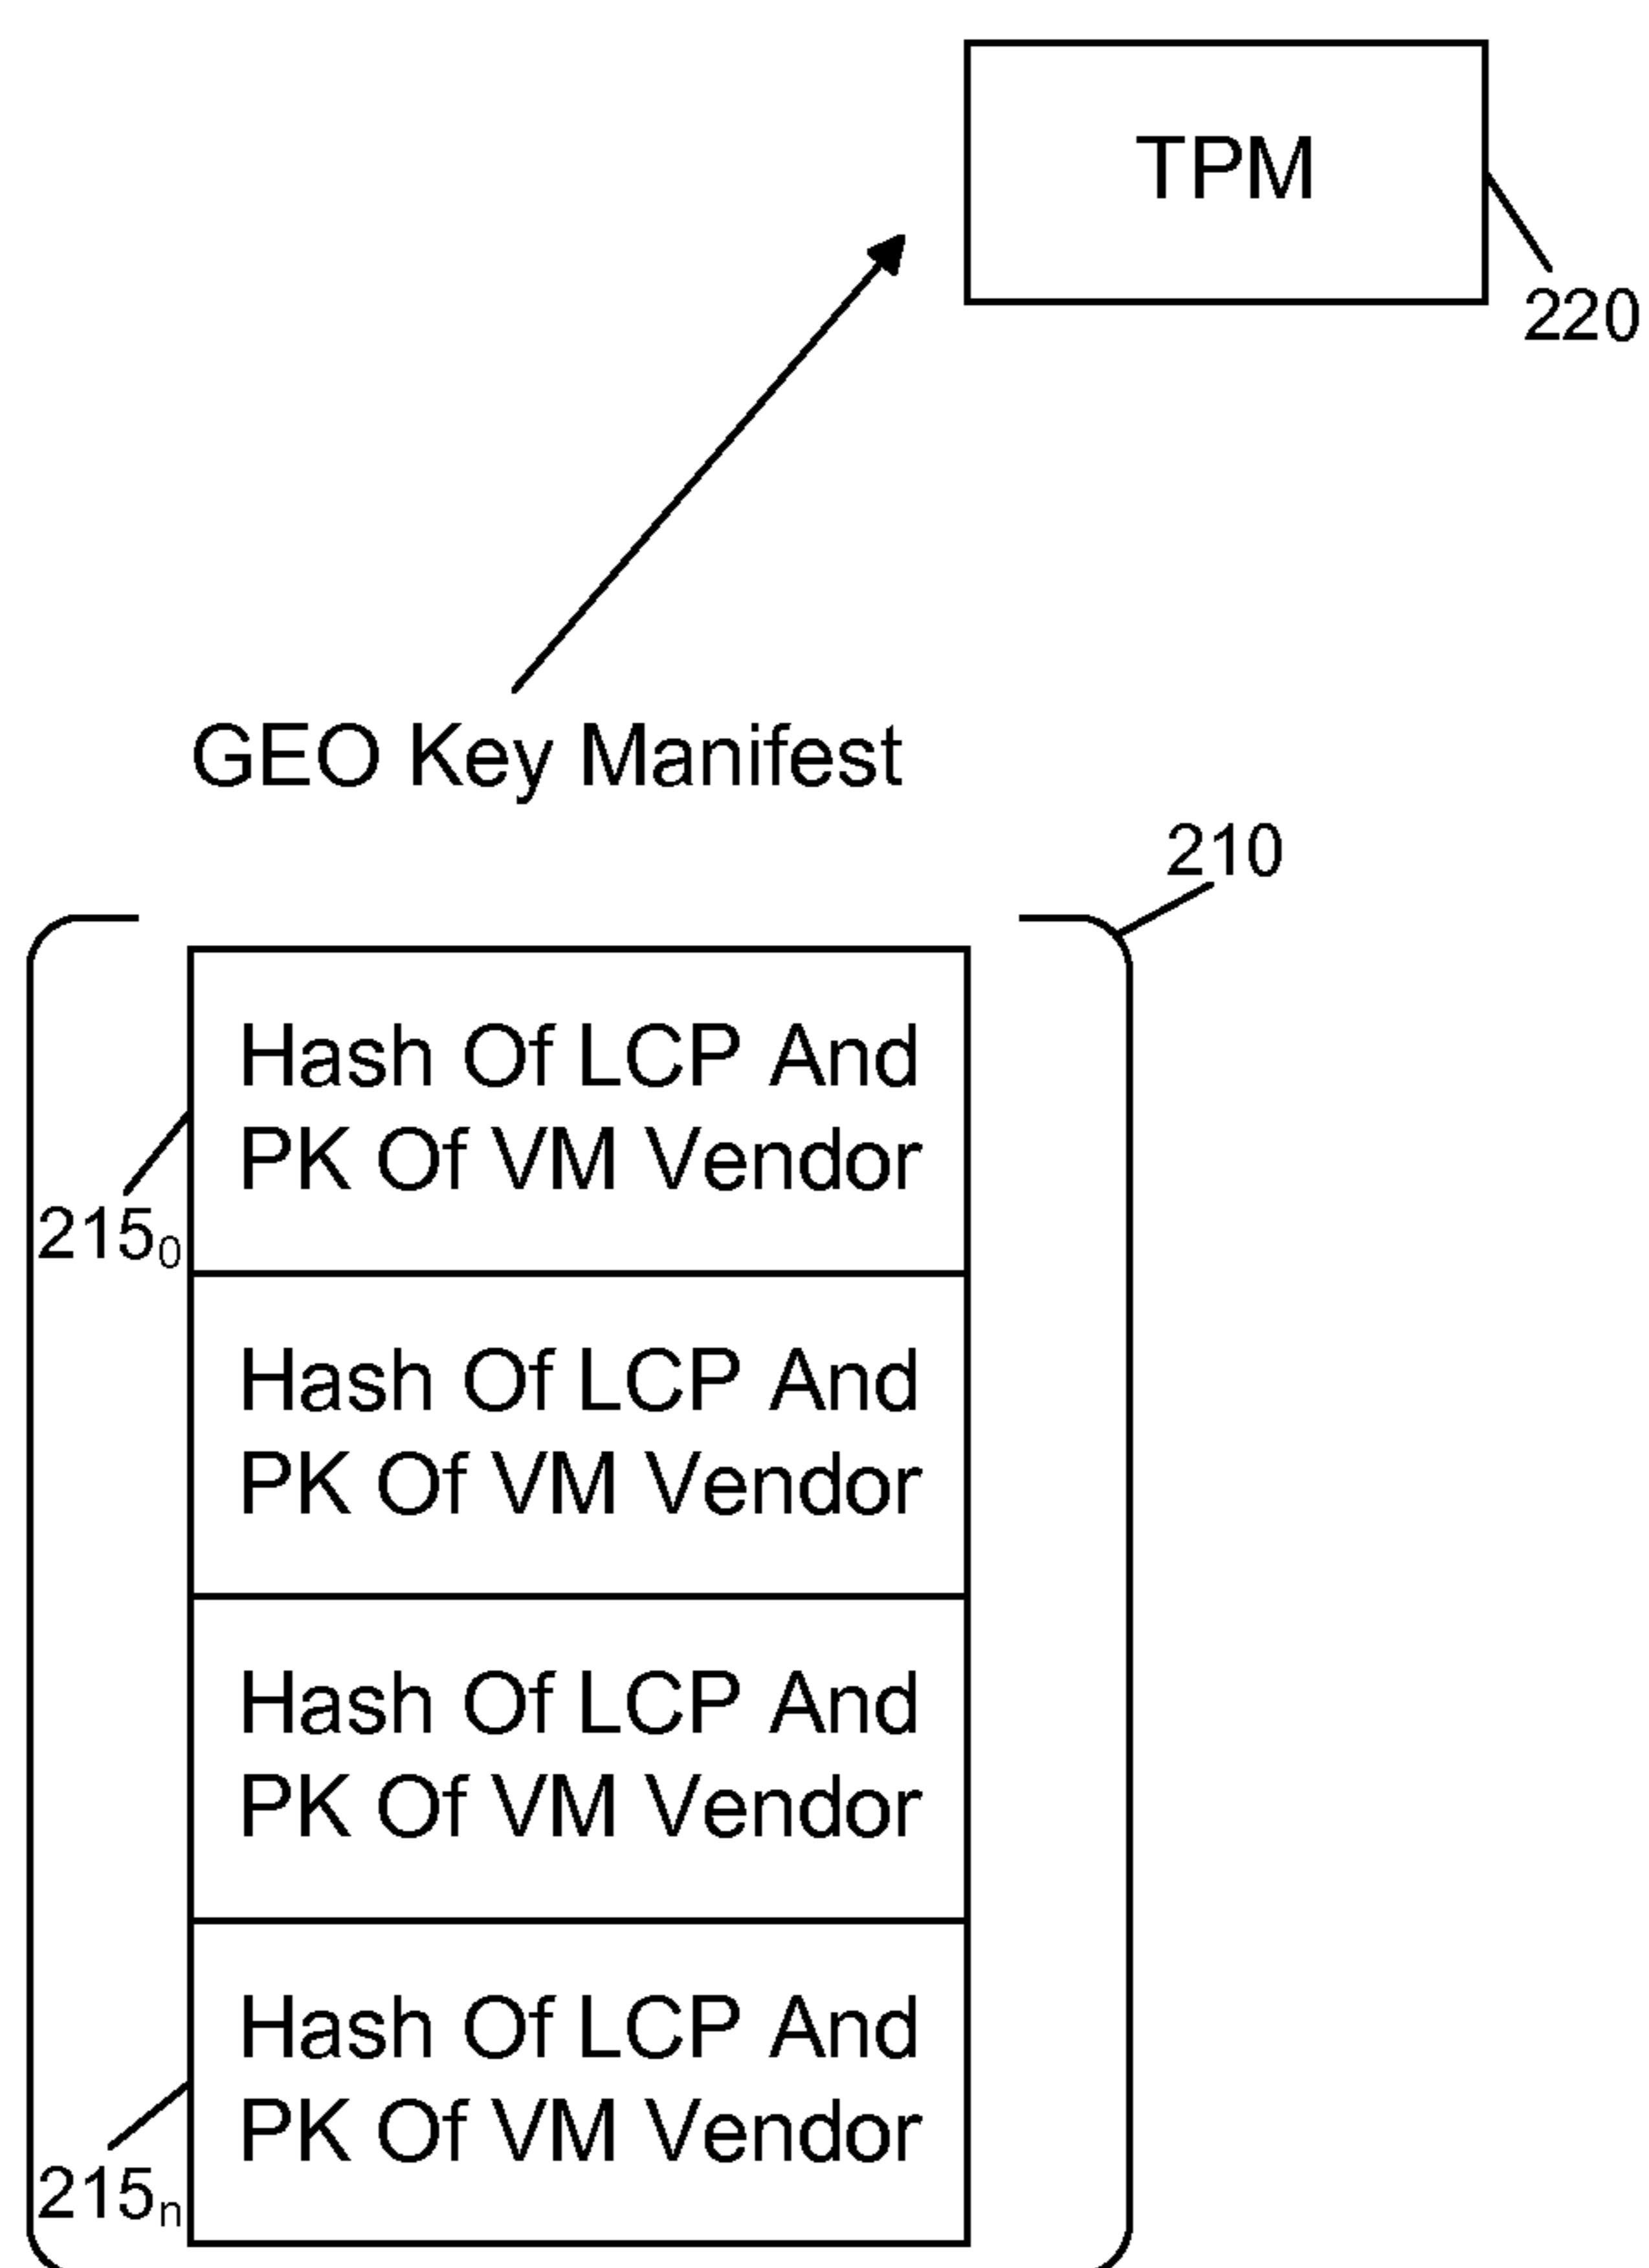 TPM
220
GEO Key Manifest
210
Hash Of LCP And
PK Of VM Vendor
215₀
Hash Of LCP And
PK Of VM Vendor
Hash Of LCP And
PK Of VM Vendor
Hash Of LCP And
PK Of VM Vendor
215ₙ